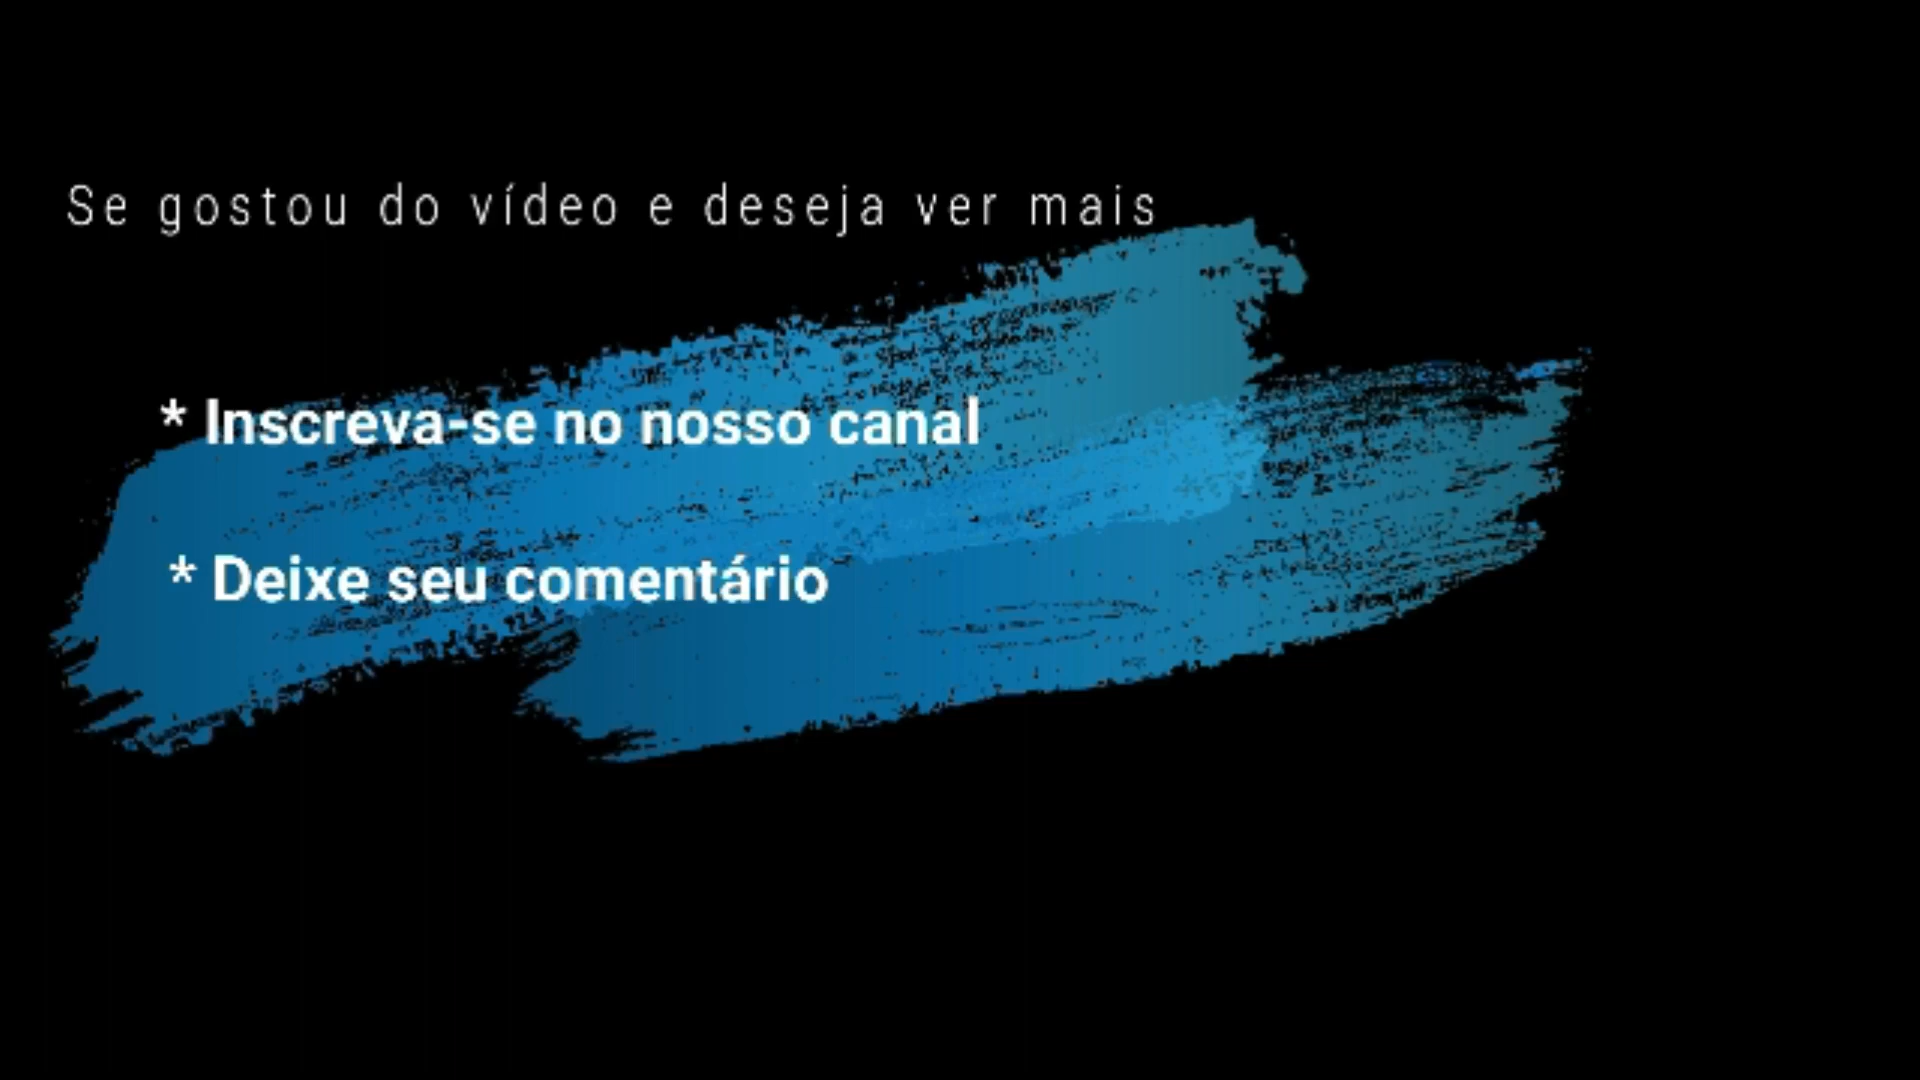 Se gostou do vídeo e deseja ver mais
* Inscreva-se no nosso canal
* Deixe seu comentário